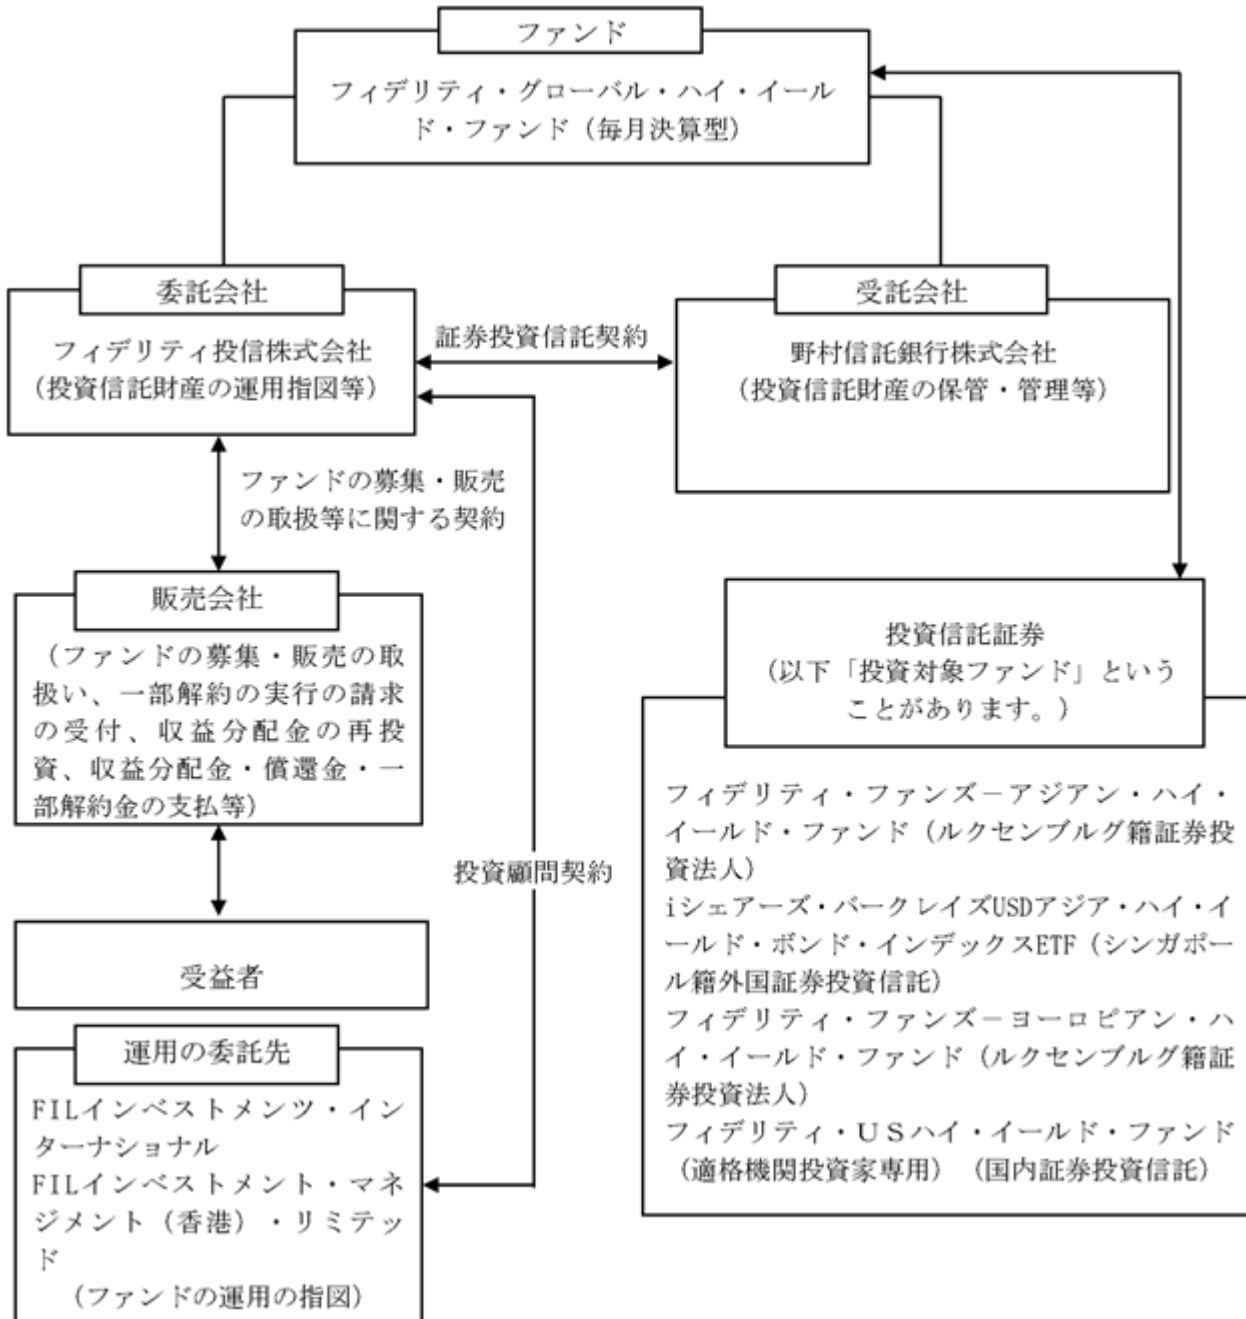 ファンド
フィデリティ・グローバル・ハイ・イール
ド・ファンド（毎月決算型）
委託会社
フィデリティ投信株式会社
（投資信託財産の運用指図等）
証券投資信託契約
受託会社
野村信託銀行株式会社
（投資信託財産の保管・管理等）
ファンドの募集・販売
の取扱等に関する契約
販売会社
（ファンドの募集・販売の取
扱い、一部解約の実行の請求
の受付、収益分配金の再投
資、収益分配金・償還金・一
部解約金の支払等）
投資顧問契約
受益者
運用の委託先
FILインベストメンツ・イン
ターナショナル
FILインベストメント・マネ
ジメント（香港）・リミテッ
ド
（ファンドの運用の指図）
投資信託証券
（以下「投資対象ファンド」という
ことがあります。）
フィデリティ・ファンズ－アジアン・ハイ・
イールド・ファンド（ルクセンブルグ籍証券投
資法人）
iシェアーズ・バークレイズUSDアジア・ハイ・イ
ールド・ボンド・インデックスETF（シンガポー
ル籍外国証券投資信託）
フィデリティ・ファンズ－ヨーロピアン・ハ
イ・イールド・ファンド（ルクセンブルグ籍証
券投資法人）
フィデリティ・ＵＳハイ・イールド・ファンド
（適格機関投資家専用）（国内証券投資信託）